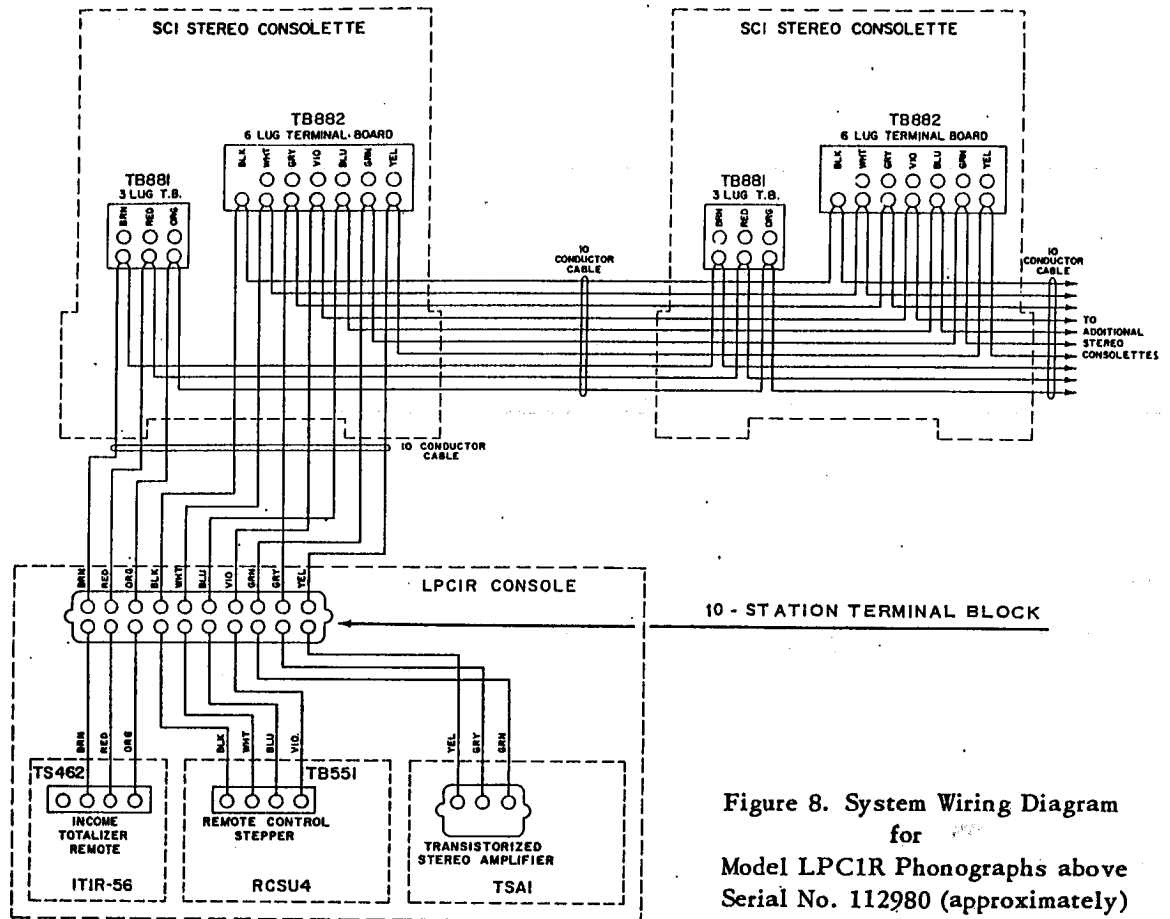 SCI STEREO CONSOLETTE
TB882
6 LUG TERMINAL BOARD
BLK
WHT
GRY
VIO
BLU
GRN
YEL
TB881
3 LUG T.B.
BRN
RED
ORG
SCI STEREO CONSOLETTE
TB882
6 LUG TERMINAL BOARD
BLK
WHT
GRY
VIO
BLU
GRN
YEL
TB881
3 LUG T.B.
BRN
RED
ORG
10
CONDUCTOR
CABLE
10
CONDUCTOR
CABLE
TO
ADDITIONAL
STEREO
CONSOLETTES
10 CONDUCTOR
CABLE
LPC1R CONSOLE
BRN
RED
ORG
BLK
WHT
BLU
VIO
GRN
GRY
YEL
10 - STATION TERMINAL BLOCK
BRN
RED
ORG
BLK
WHT
BLU
VIO.
YEL
GRY
GRN
TS462
INCOME
TOTALIZER
REMOTE
IT1R-56
TB551
REMOTE CONTROL
STEPPER
RCSU4
TRANSISTORIZED
STEREO AMPLIFIER
TSA1
Figure 8. System Wiring Diagram
for
Model LPC1R Phonographs above
Serial No. 112980 (approximately)